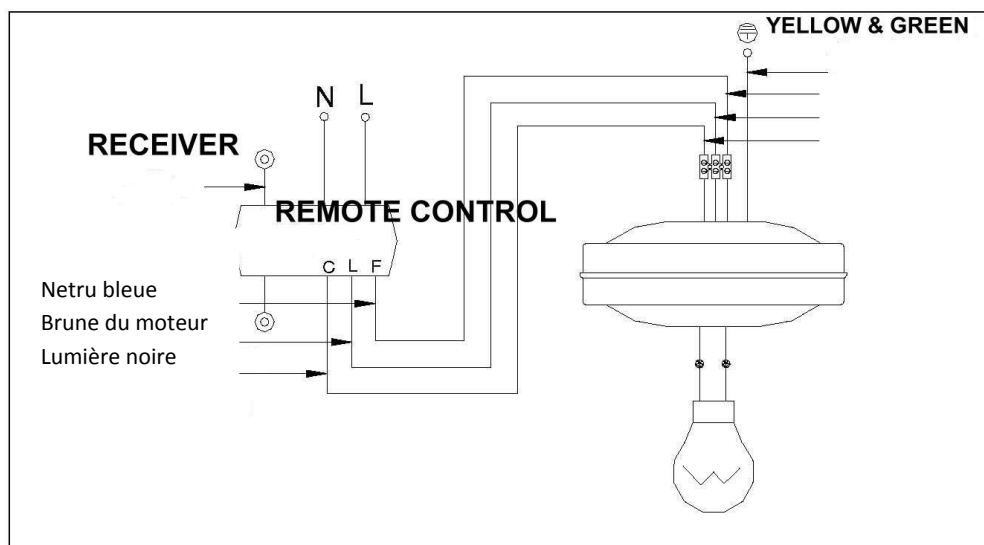 YELLOW & GREEN
N L
RECEIVER
REMOTE CONTROL
C L F
Netru bleue
Brune du moteur
Lumière noire